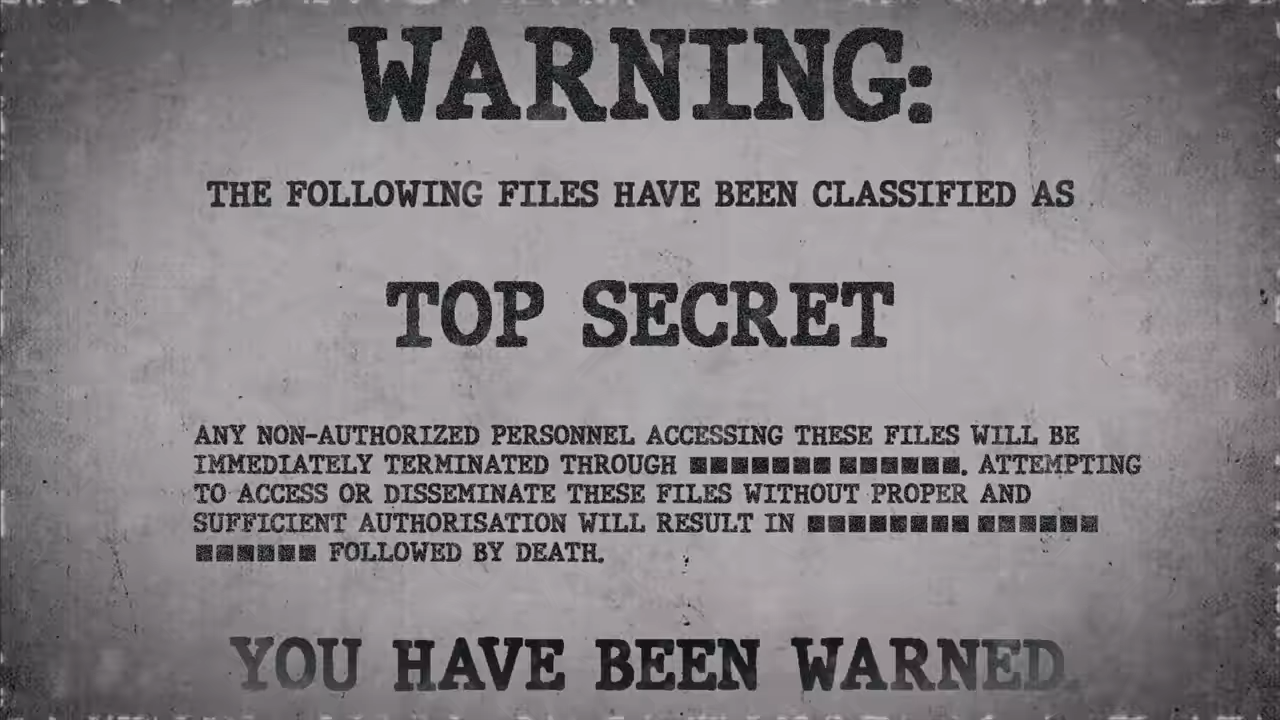 WARNING:
THE FOLLOWING FILES HAVE BEEN CLASSIFIED AS
TOP SECRET
ANY NON-AUTHORIZED PERSONNEL ACCESSING THESE FILES WILL BE
IMMEDIATELY TERMINATED THROUGH ■■■■■■■ ■■■■■■. ATTEMPTING
TO ACCESS OR DISSEMINATE THESE FILES WITHOUT PROPER AND
SUFFICIENT AUTHORISATION WILL RESULT IN ■■■■■■■■ ■■■■■■
■■■■■■ FOLLOWED BY DEATH.
YOU HAVE BEEN WARNED.